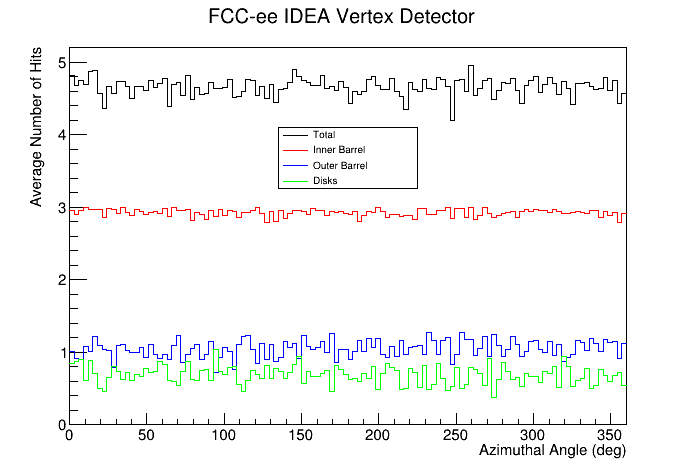 FCC-ee IDEA Vertex Detector
Average Number of Hits
5
4
3
2
1
0
Total
Inner Barrel
Outer Barrel
Disks
0 50 100 150 200 250 300 350
Azimuthal Angle (deg)